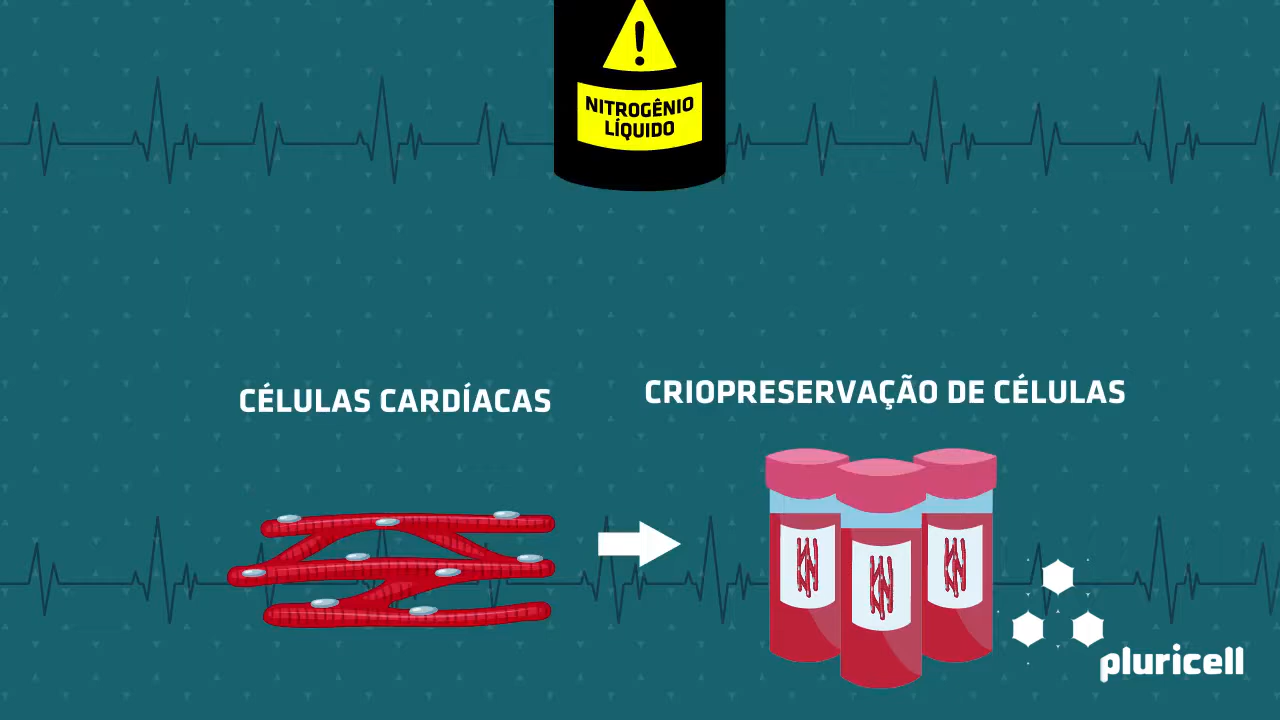 !
NITROGÊNIO
LÍQUIDO
CÉLULAS CARDÍACAS
CRIOPRESERVAÇÃO DE CÉLULAS
pluricell